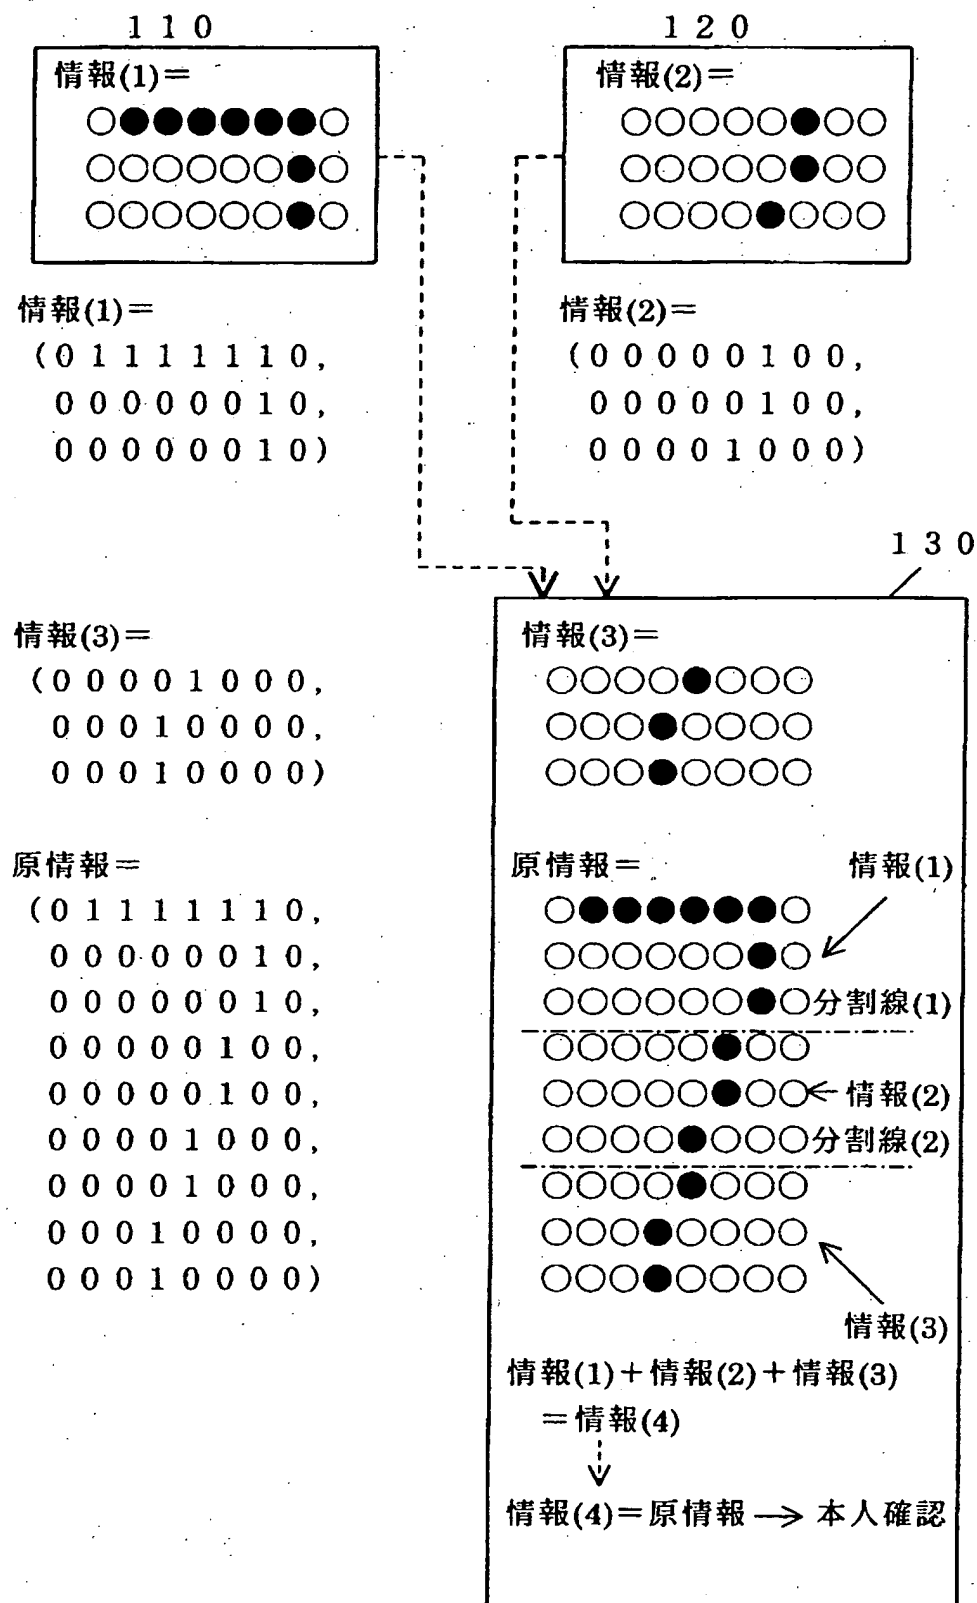 110
情報(1)=
情報(1)=
(01111110,
00000010,
00000010)
120
情報(2)=
情報(2)=
(00000100,
00000100,
00001000)
130
情報(3)=
(00001000,
00010000,
00010000)
原情報=
(01111110,
00000010,
00000010,
00000100,
00000100,
00001000,
00001000,
00010000,
00010000)
情報(3)=
原情報=
情報(1)
分割線(1)
情報(2)
分割線(2)
情報(3)
情報(1)+情報(2)+情報(3)
=情報(4)
情報(4)=原情報→本人確認